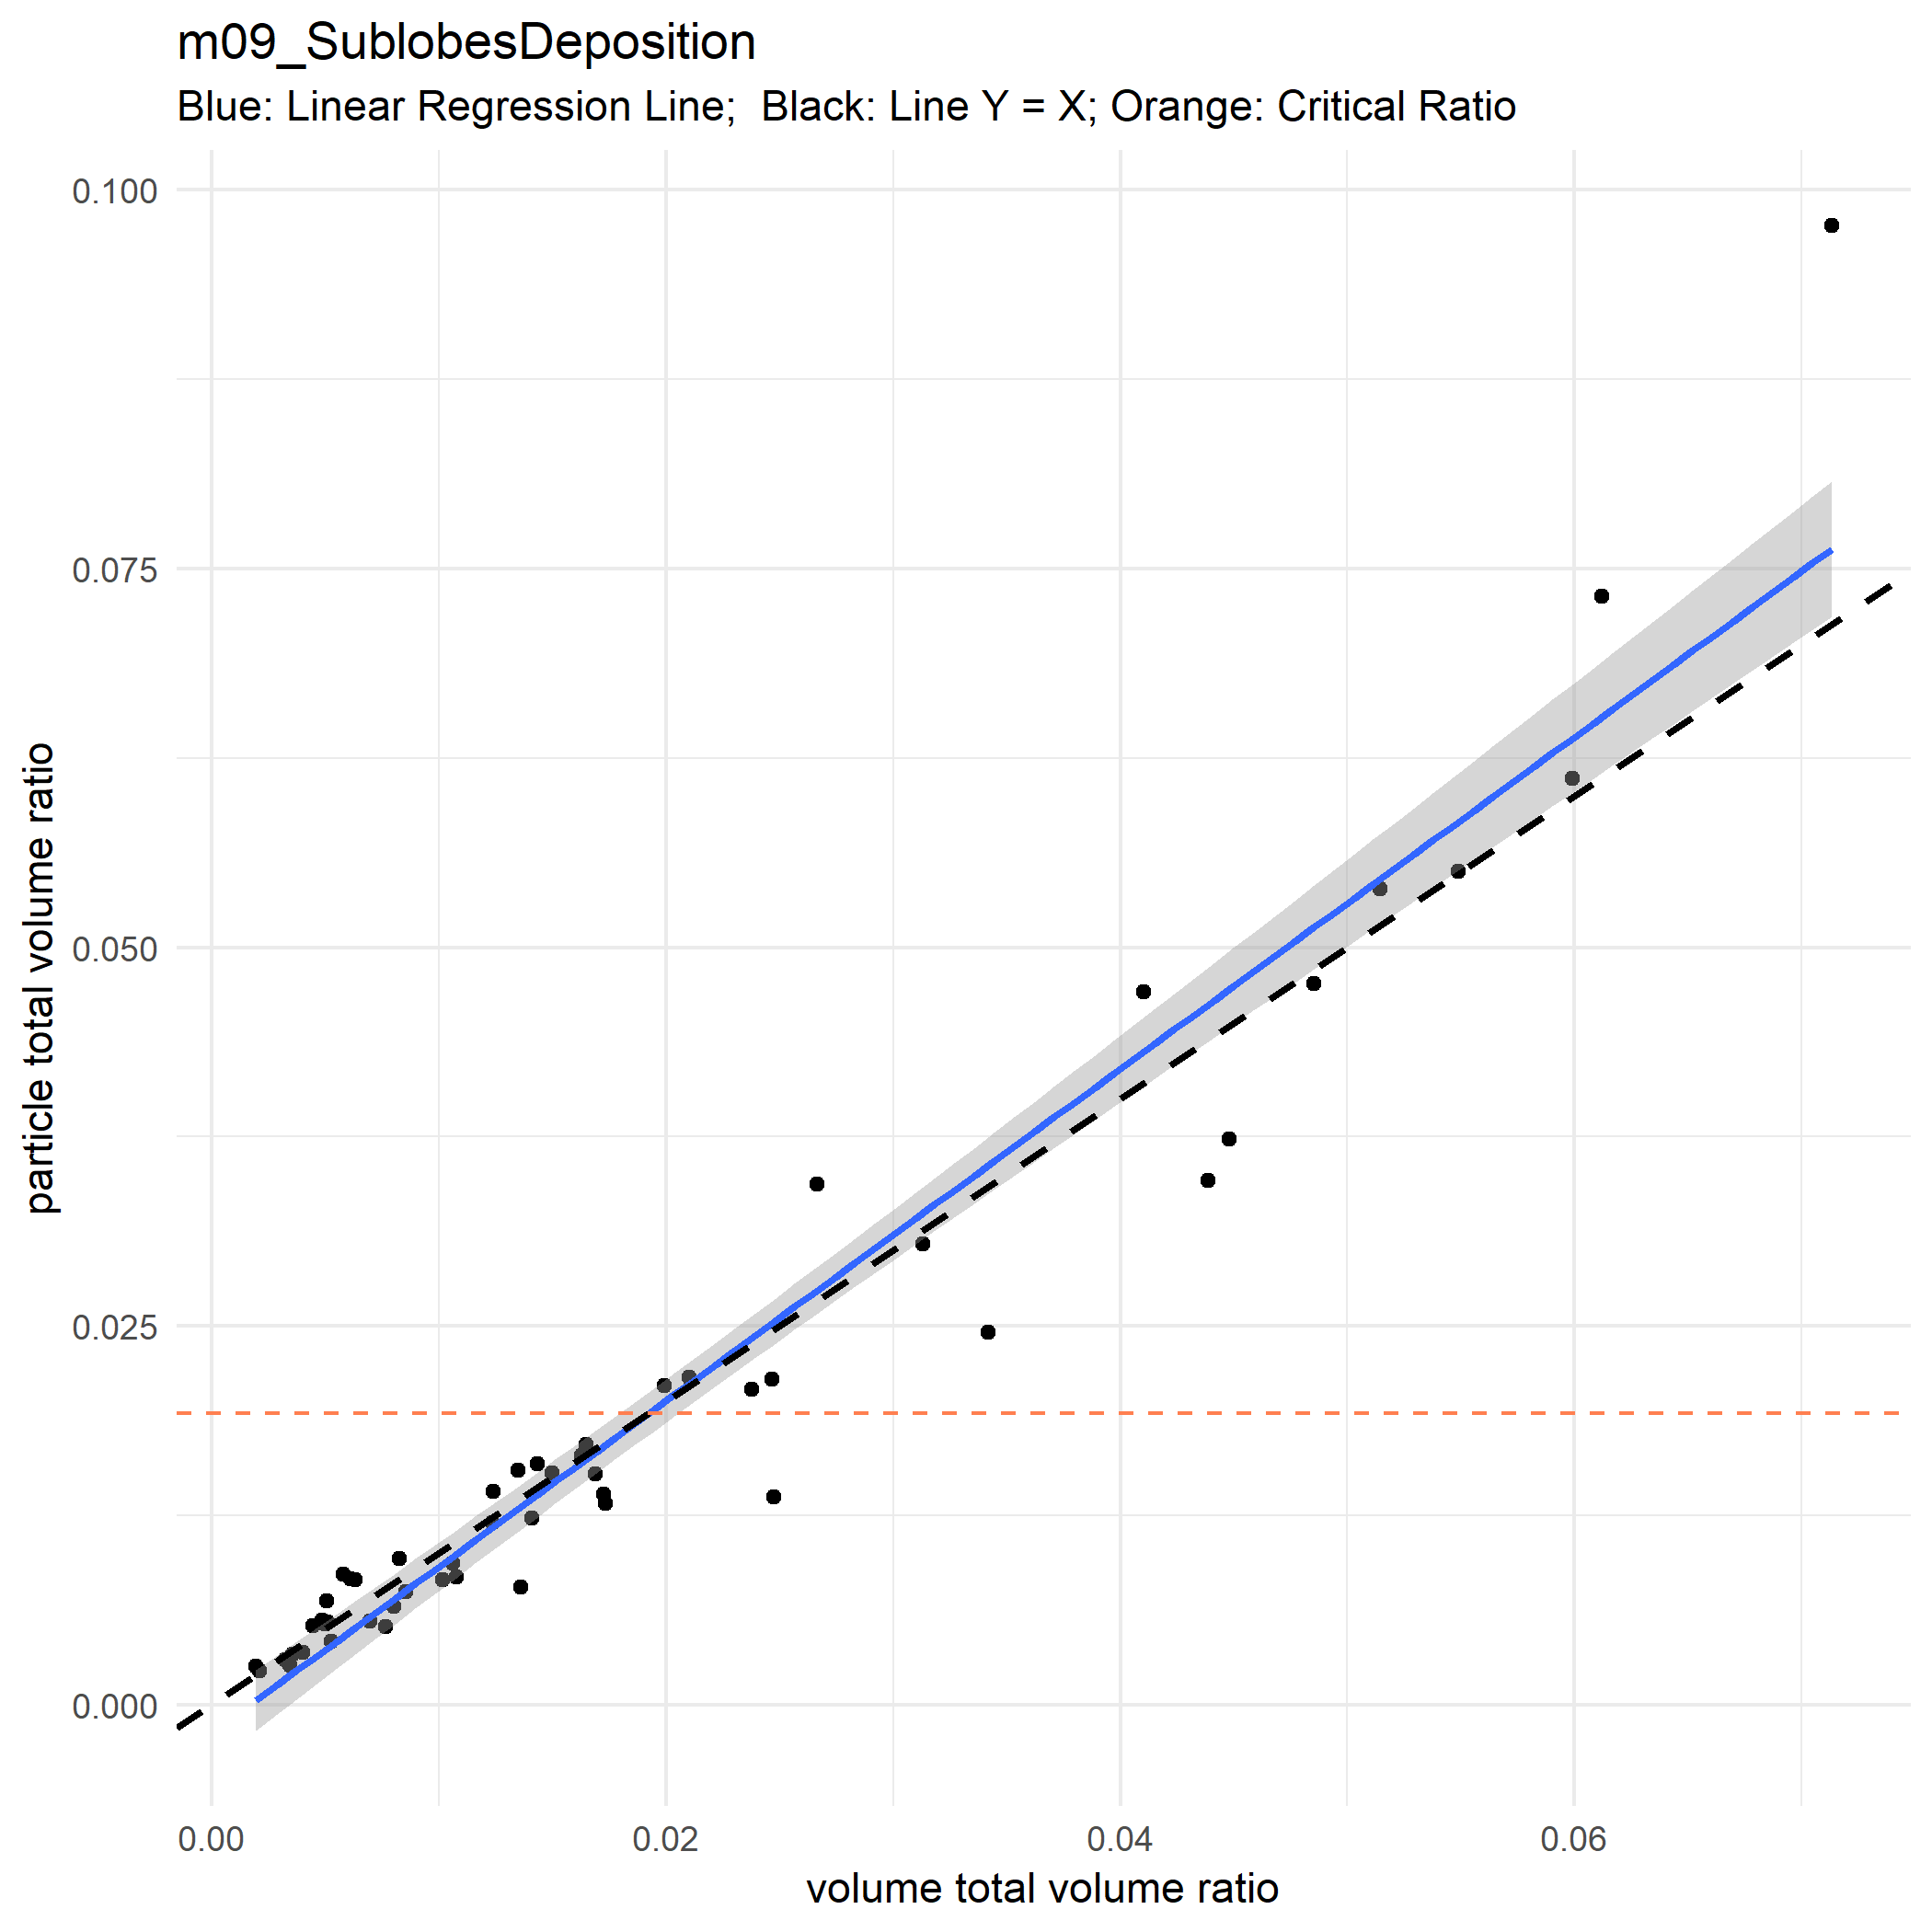 m09_SublobesDeposition
Blue: Linear Regression Line;  Black: Line Y = X; Orange: Critical Ratio
0.100
0.075
0.050
0.025
0.000
particle total volume ratio
0.00
0.02
0.04
0.06
volume total volume ratio